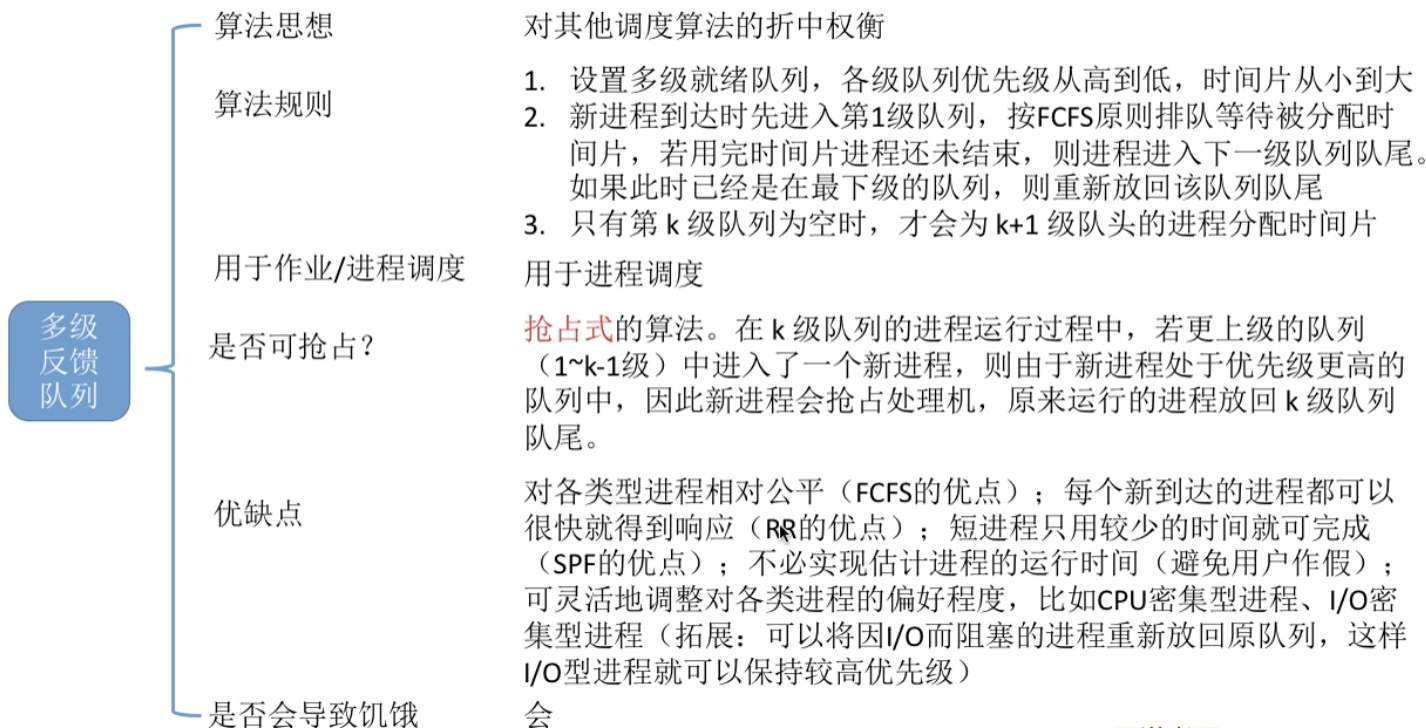 算法思想
对其他调度算法的折中权衡
算法规则
1. 设置多级就绪队列，各级队列优先级从高到低，时间片从小到大
2. 新进程到达时先进入第1级队列，按FCFS原则排队等待被分配时
间片，若用完时间片进程还未结束，则进程进入下一级队列队尾。
如果此时已经是在最下级的队列，则重新放回该队列队尾
3. 只有第 k 级队列为空时，才会为 k+1 级队头的进程分配时间片
用于作业/进程调度
用于进程调度
多级
反馈
队列
是否可抢占？
抢占式的算法。在 k 级队列的进程运行过程中，若更上级的队列
（1~k-1级）中进入了一个新进程，则由于新进程处于优先级更高的
队列中，因此新进程会抢占处理机，原来运行的进程放回 k 级队列
队尾。
优缺点
对各类型进程相对公平（FCFS的优点）；每个新到达的进程都可以
很快就得到响应（RR的优点）；短进程只用较少的时间就可完成
（SPF的优点）；不必实现估计进程的运行时间（避免用户作假）；
可灵活地调整对各类进程的偏好程度，比如CPU密集型进程、I/O密
集型进程（拓展：可以将因I/O而阻塞的进程重新放回原队列，这样
I/O型进程就可以保持较高优先级）
是否会导致饥饿
会